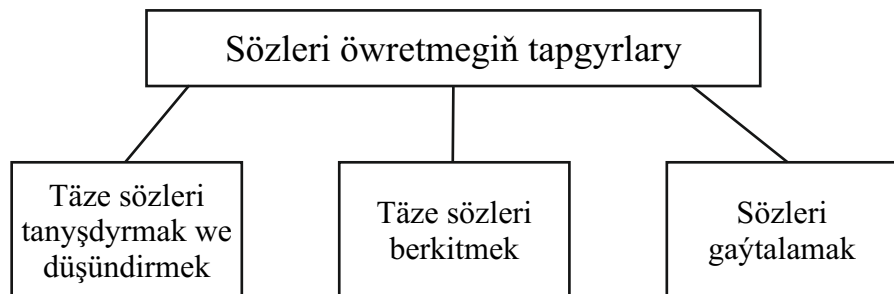 Sözleri öwretmegiň tapgyrlary
Täze sözleri
tanyşdyrmak we
düşündirmek
Täze sözleri
berkitmek
Sözleri
gaýtalamak